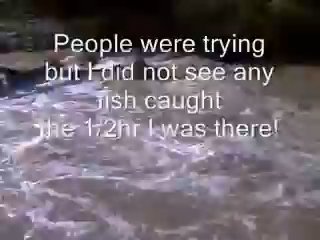 People were trying
but I did not see any
fish caught
the 1/2hr I was there!